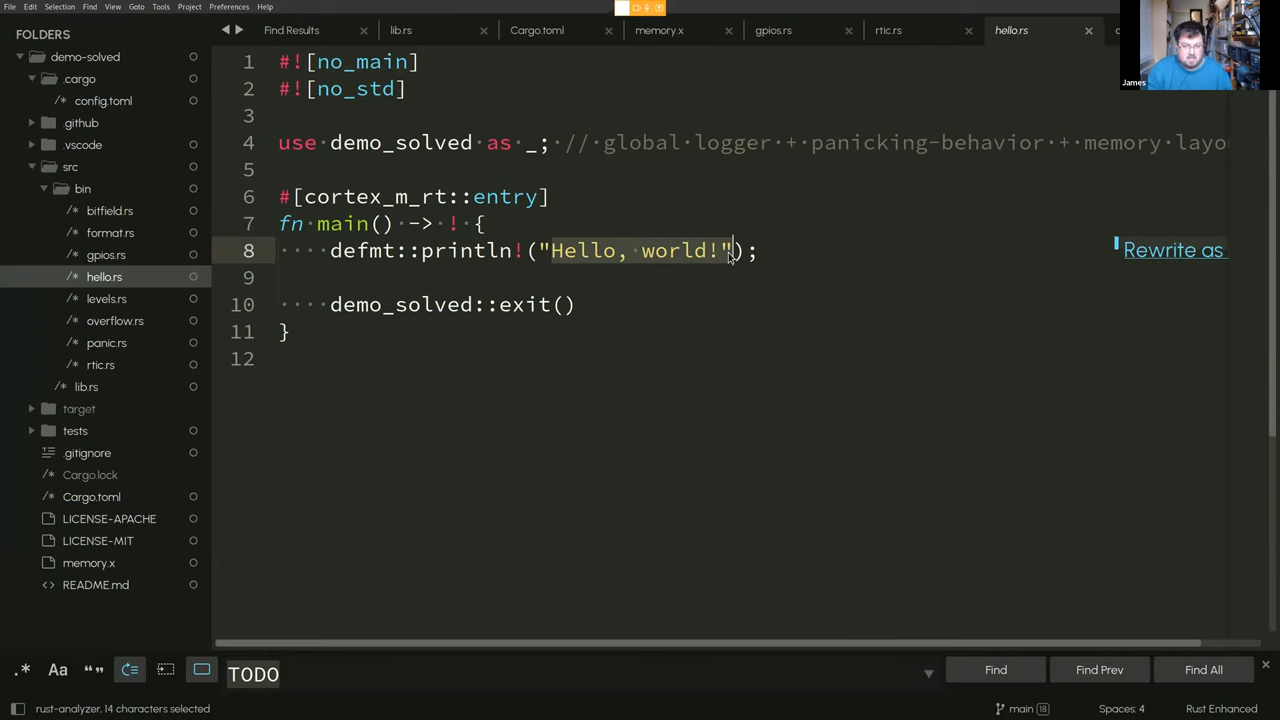 File Edit Selection Find View Goto Tools Project Preferences Help
FOLDERS
demo-solved
.cargo
/* config.toml
.github
.vscode
src
bin
/* bitfield.rs
/* format.rs
/* gpios.rs
/* hello.rs
/* levels.rs
/* overflow.rs
/* panic.rs
/* rtic.rs
/* lib.rs
target
tests
.gitignore
/* Cargo.lock
/* Cargo.toml
LICENSE-APACHE
LICENSE-MIT
memory.x
README.md
Find Results × lib.rs × Cargo.toml × memory.x × gpios.rs × rtic.rs × hello.rs ×
James
1 #![no_main]
2 #![no_std]
3
4 use demo_solved as _; // global logger + panicking-behavior + memory layou
5
6 #[cortex_m_rt::entry]
7 fn main() -> ! {
8 defmt::println!("Hello, world!"); Rewrite as
9
10 demo_solved::exit()
11 }
12
.* Aa “” TODO Find Find Prev Find All ×
rust-analyzer, 14 characters selected main 18 Spaces: 4 Rust Enhanced